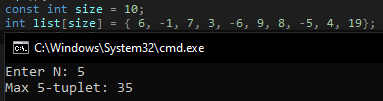 const int size = 10;
int list[size] = { 6, -1, 7, 3, -6, 9, 8, -5, 4, 19};
C:\Windows\System32\cmd.exe
Enter N: 5
Max 5-tuplet: 35